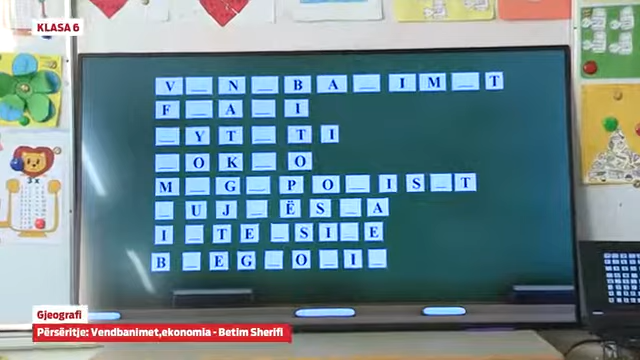 KLASA 6
V _ N _ B A _ I M _ T
F _ A _ I
_ Y T _ T I
_ O K _ O
M _ G _ P O _ I S _ T
_ U J _ Ë S _ A
I _ T E _ S I _ E
B _ E G _ O _ I _
Gjeografi
Përsëritje: Vendbanimet,ekonomia - Betim Sherifi